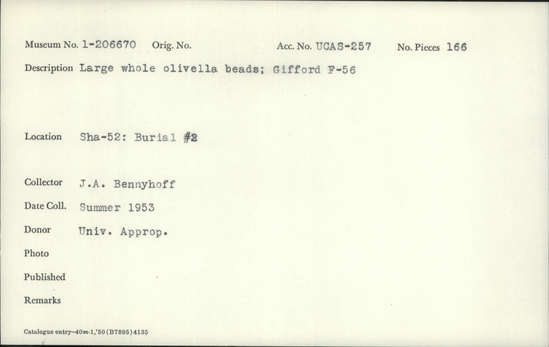 Museum No. 1-206670 Orig. No. Acc. No. UCAS-257 No. Pieces 166
Description Large whole olivella beads; Gifford F-56
Location Sha-52: Burial #2
Collector J.A. Bennyhoff
Date Coll. Summer 1953
Donor Univ. Approp.
Photo
Published
Remarks
Catalogue entry—40m-1,'50 (B7895) 4135